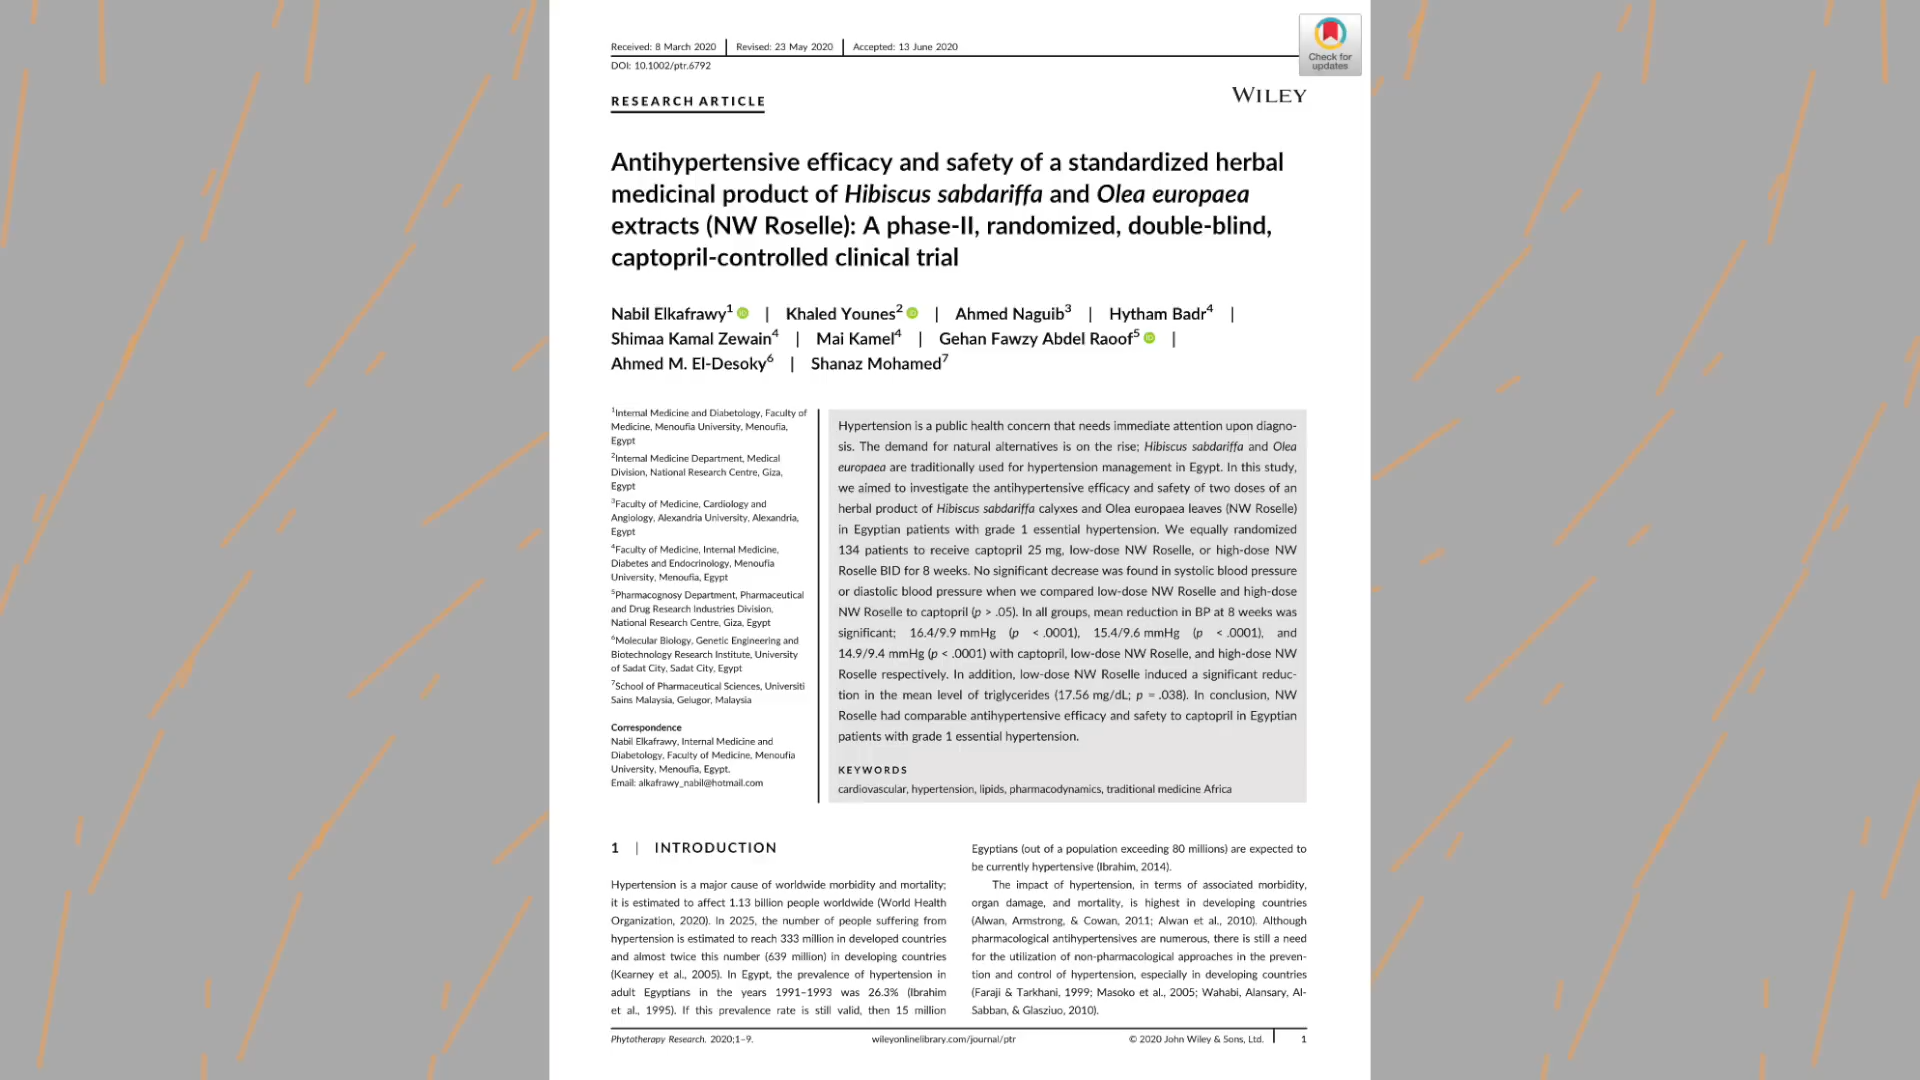 Received: 8 March 2020 | Revised: 23 May 2020 | Accepted: 13 June 2020
DOI: 10.1002/ptr.6792
Check for
updates
RESEARCH ARTICLE
WILEY
Antihypertensive efficacy and safety of a standardized herbal
medicinal product of Hibiscus sabdariffa and Olea europaea
extracts (NW Roselle): A phase-II, randomized, double-blind,
captopril-controlled clinical trial
Nabil Elkafrawy1 iD | Khaled Younes2 iD | Ahmed Naguib3 | Hytham Badr4 |
Shimaa Kamal Zewain4 | Mai Kamel4 | Gehan Fawzy Abdel Raoof5 iD |
Ahmed M. El-Desoky6 | Shanaz Mohamed7
1Internal Medicine and Diabetology, Faculty of
Medicine, Menoufia University, Menoufia,
Egypt
2Internal Medicine Department, Medical
Division, National Research Centre, Giza,
Egypt
3Faculty of Medicine, Cardiology and
Angiology, Alexandria University, Alexandria,
Egypt
4Faculty of Medicine, Internal Medicine,
Diabetes and Endocrinology, Menoufia
University, Menoufia, Egypt
5Pharmacognosy Department, Pharmaceutical
and Drug Research Industries Division,
National Research Centre, Giza, Egypt
6Molecular Biology, Genetic Engineering and
Biotechnology Research Institute, University
of Sadat City, Sadat City, Egypt
7School of Pharmaceutical Sciences, Universiti
Sains Malaysia, Gelugor, Malaysia
Correspondence
Nabil Elkafrawy, Internal Medicine and
Diabetology, Faculty of Medicine, Menoufia
University, Menoufia, Egypt.
Email: alkafrawy_nabil@hotmail.com
Hypertension is a public health concern that needs immediate attention upon diagno-
sis. The demand for natural alternatives is on the rise; Hibiscus sabdariffa and Olea
europaea are traditionally used for hypertension management in Egypt. In this study,
we aimed to investigate the antihypertensive efficacy and safety of two doses of an
herbal product of Hibiscus sabdariffa calyxes and Olea europaea leaves (NW Roselle)
in Egyptian patients with grade 1 essential hypertension. We equally randomized
134 patients to receive captopril 25 mg, low-dose NW Roselle, or high-dose NW
Roselle BID for 8 weeks. No significant decrease was found in systolic blood pressure
or diastolic blood pressure when we compared low-dose NW Roselle and high-dose
NW Roselle to captopril (p > .05). In all groups, mean reduction in BP at 8 weeks was
significant; 16.4/9.9 mmHg (p < .0001), 15.4/9.6 mmHg (p < .0001), and
14.9/9.4 mmHg (p < .0001) with captopril, low-dose NW Roselle, and high-dose NW
Roselle respectively. In addition, low-dose NW Roselle induced a significant reduc-
tion in the mean level of triglycerides (17.56 mg/dL; p = .038). In conclusion, NW
Roselle had comparable antihypertensive efficacy and safety to captopril in Egyptian
patients with grade 1 essential hypertension.
KEYWORDS
cardiovascular, hypertension, lipids, pharmacodynamics, traditional medicine Africa
1 | INTRODUCTION
Hypertension is a major cause of worldwide morbidity and mortality;
it is estimated to affect 1.13 billion people worldwide (World Health
Organization, 2020). In 2025, the number of people suffering from
hypertension is estimated to reach 333 million in developed countries
and almost twice this number (639 million) in developing countries
(Kearney et al., 2005). In Egypt, the prevalence of hypertension in
adult Egyptians in the years 1991–1993 was 26.3% (Ibrahim
et al., 1995). If this prevalence rate is still valid, then 15 million
Egyptians (out of a population exceeding 80 millions) are expected to
be currently hypertensive (Ibrahim, 2014).
The impact of hypertension, in terms of associated morbidity,
organ damage, and mortality, is highest in developing countries
(Alwan, Armstrong, & Cowan, 2011; Alwan et al., 2010). Although
pharmacological antihypertensives are numerous, there is still a need
for the utilization of non-pharmacological approaches in the preven-
tion and control of hypertension, especially in developing countries
(Faraji & Tarkhani, 1999; Masoko et al., 2005; Wahabi, Alansary, Al-
Sabban, & Glasziuo, 2010).
Phytotherapy Research. 2020;1–9. wileyonlinelibrary.com/journal/ptr © 2020 John Wiley & Sons, Ltd. | 1